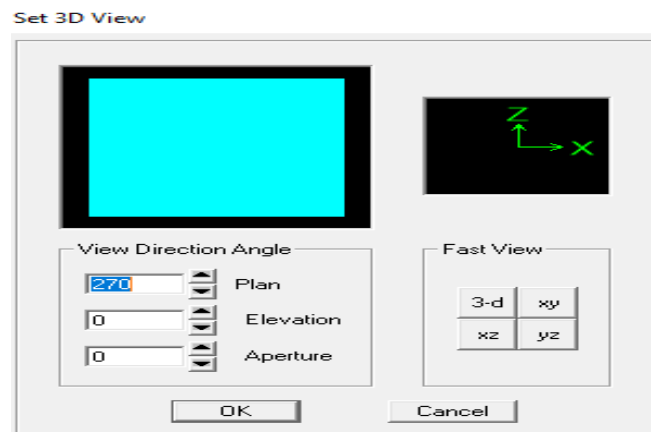 Set 3D View
Z
X
View Direction Angle
270 Plan
0 Elevation
0 Aperture
Fast View
3-d xy
xz yz
OK Cancel